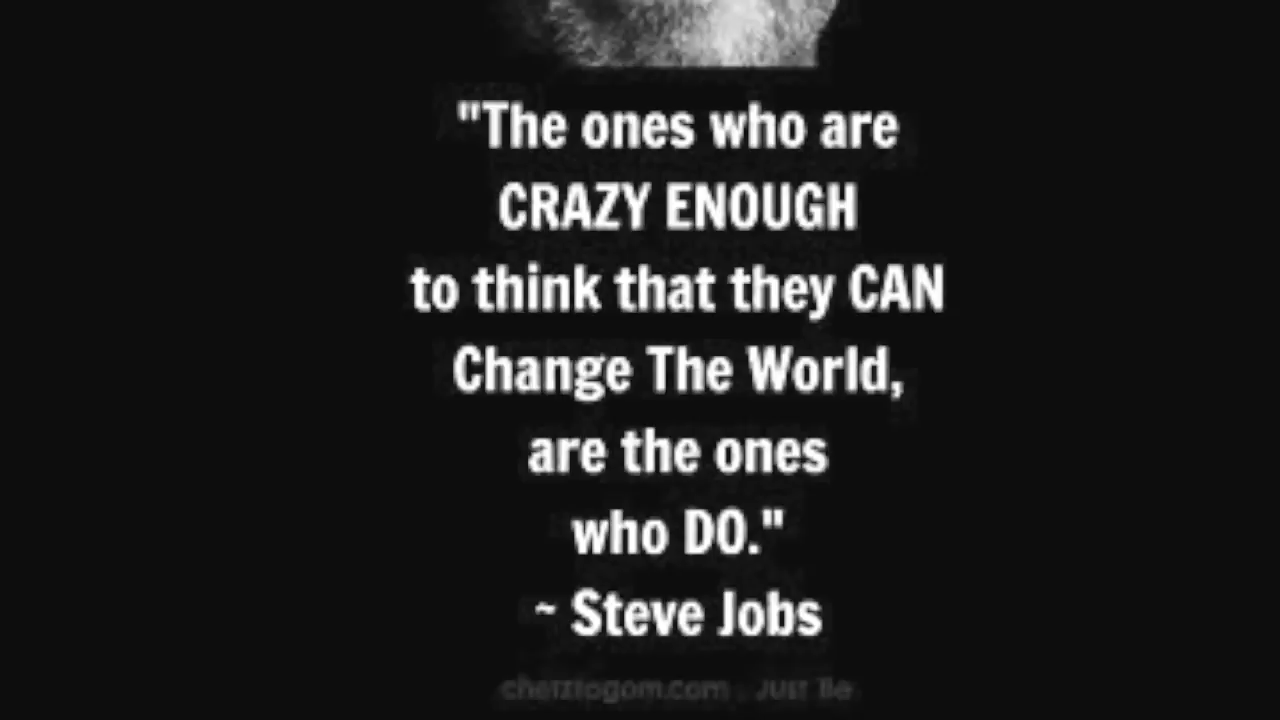 "The ones who are
CRAZY ENOUGH
to think that they CAN
Change The World,
are the ones
who DO."
~ Steve Jobs